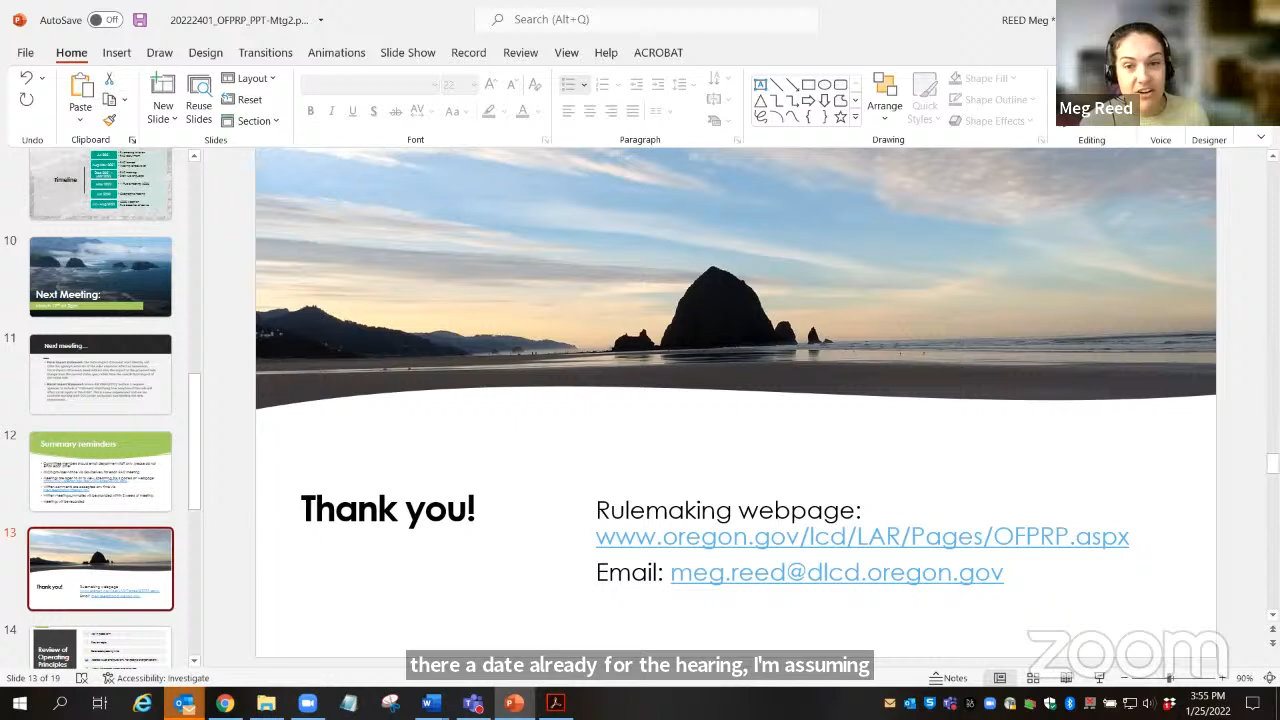 AutoSave
Off
20222401_OFPRP_PPT-Mtg2.p...
Search (Alt+Q)
REED Meg
File
Home
Insert
Draw
Design
Transitions
Animations
Slide Show
Record
Review
View
Help
ACROBAT
Paste
New
Slide
Reuse
Slides
Layout
Reset
Section
Arrange
Quick
Styles
Shape Fill
Shape Outline
Shape Effects
Undo
Clipboard
Slides
Font
Paragraph
Drawing
Editing
Voice
Designer
Meg Reed
Timeline
10
Next Meeting:
11
Next meeting...
12
Summary reminders
13
Thank you!
14
Review of
Operating
Principles
Thank you!
Rulemaking webpage:
www.oregon.gov/lcd/LAR/Pages/OFPRP.aspx
Email: meg.reed@dlcd.oregon.gov
there a date already for the hearing, I'm assuming
zoom
Slide 13 of 19
Accessibility: Investigate
Notes
90%
3:55 PM
1/25/2022